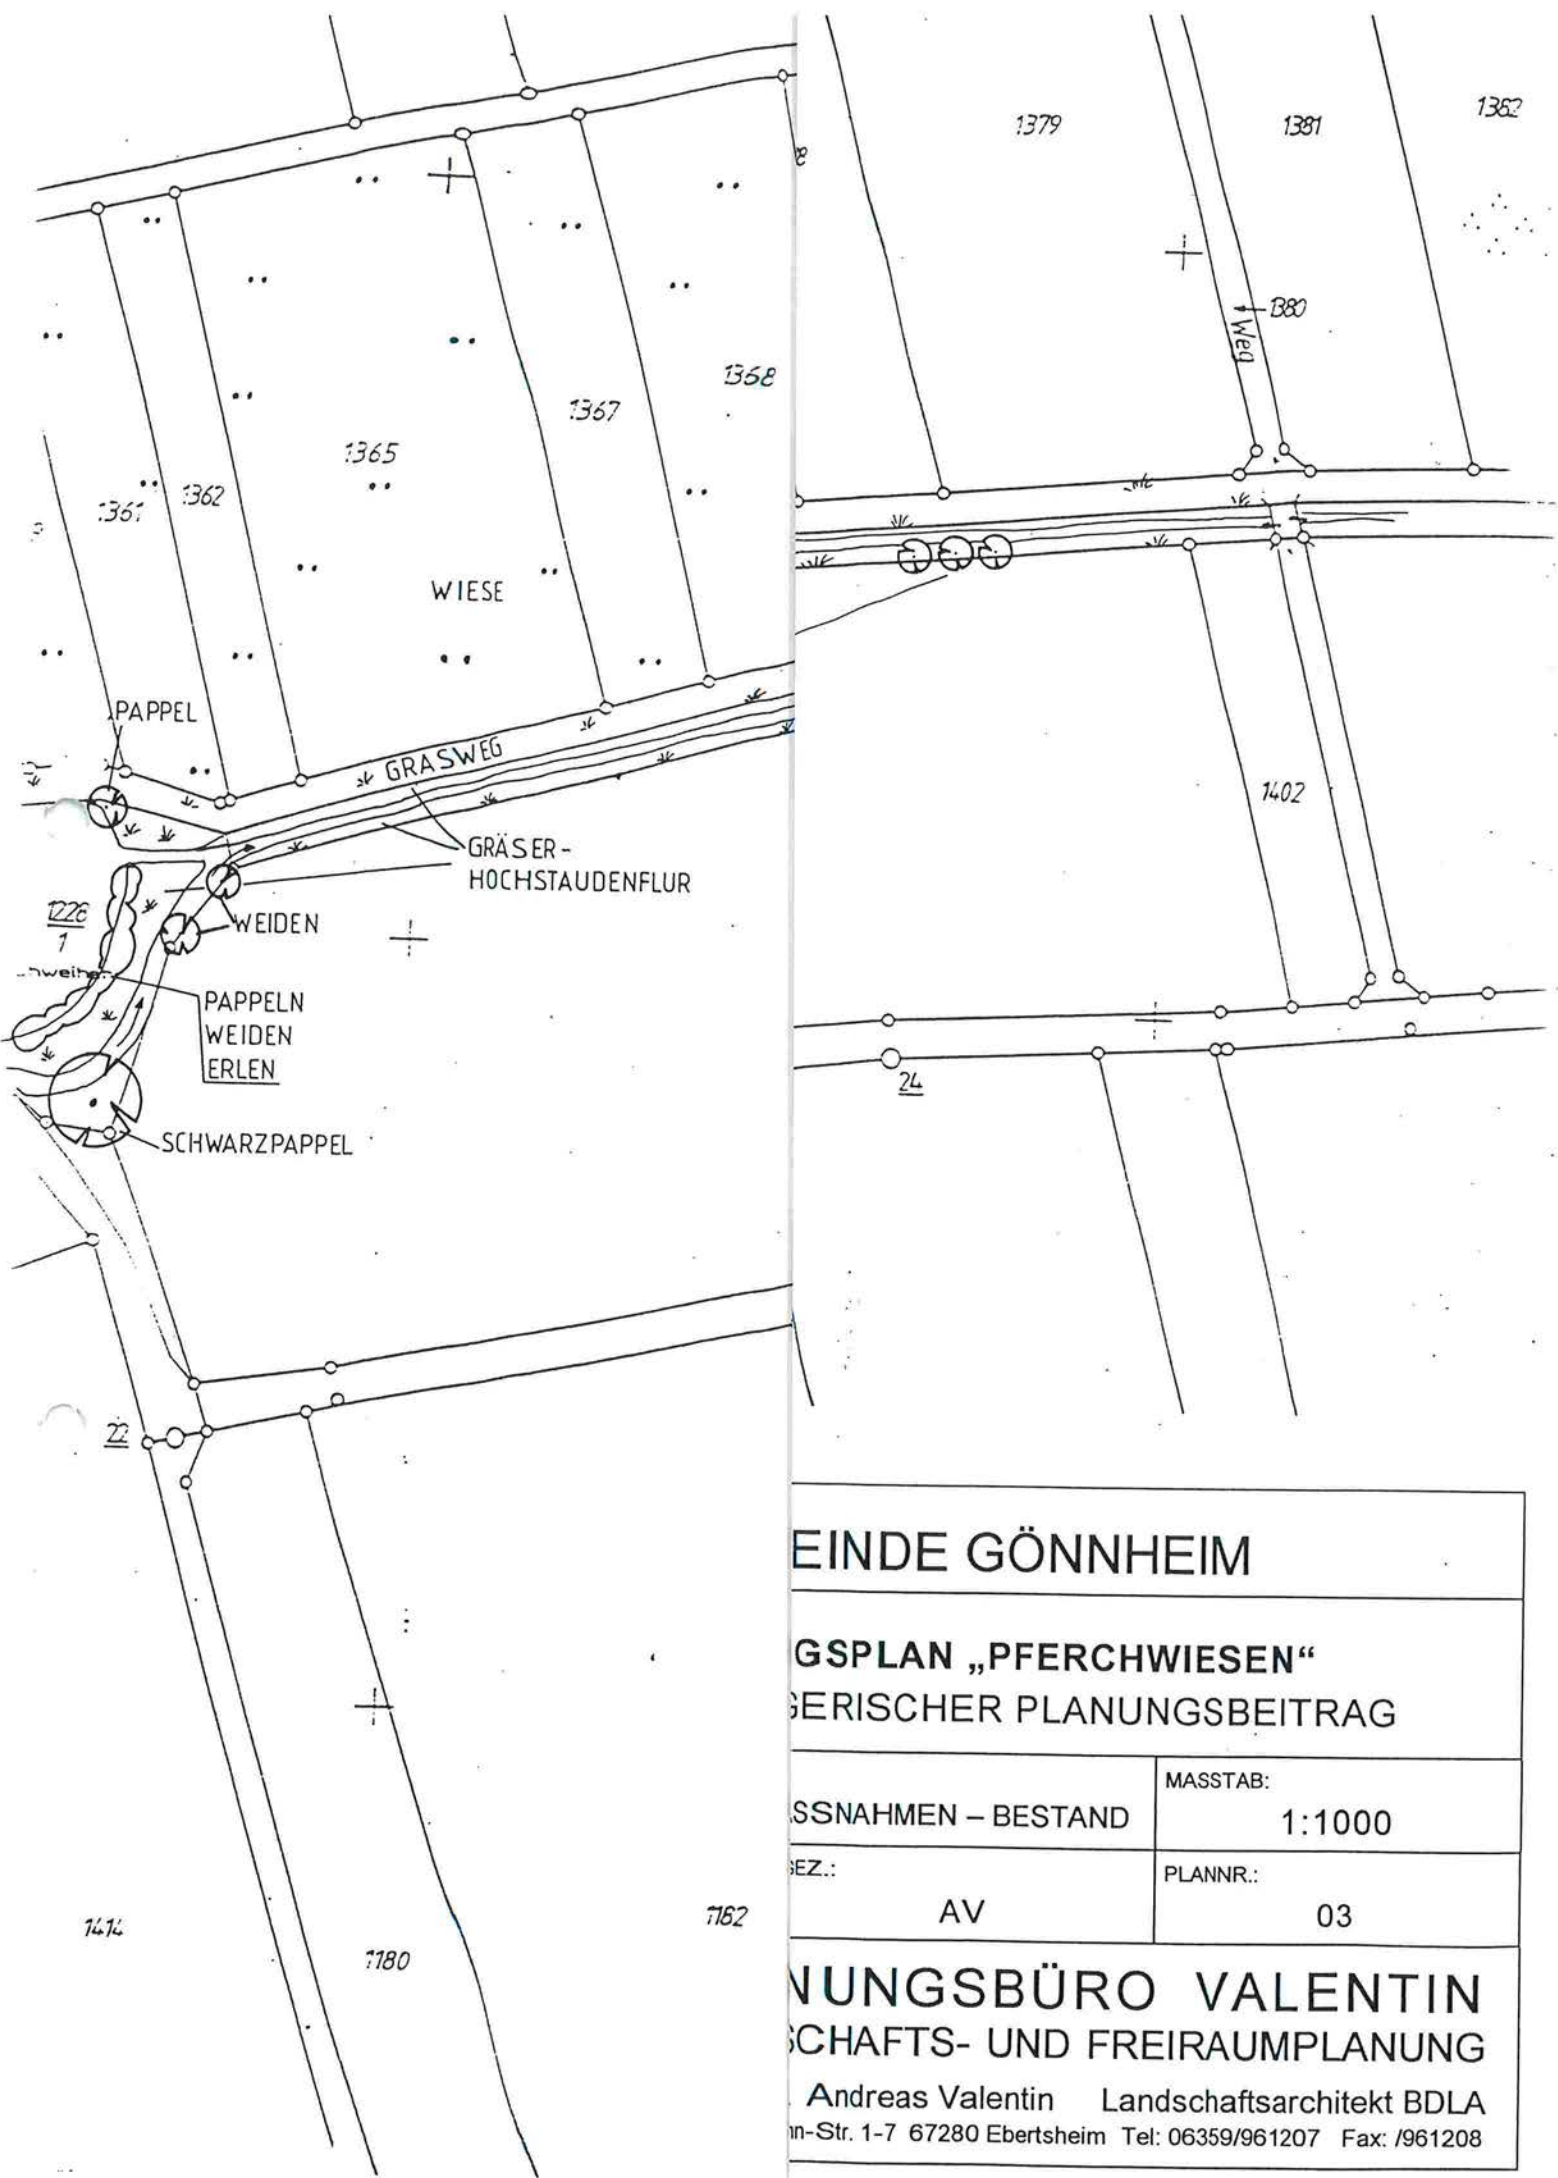 1379
1381
1382
1380
Weg
1368
1367
1365
1362
1361
WIESE
PAPPEL
GRASWEG
GRÄSER-
HOCHSTAUDENFLUR
1226
1
WEIDEN
PAPPELN
WEIDEN
ERLEN
SCHWARZPAPPEL
1402
24
22
1414
1180
1182
EINDE GÖNNHEIM
GSPLAN „PFERCHWIESEN“
GERISCHER PLANUNGSBEITRAG
SSNAHMEN – BESTAND
MASSTAB:
1:1000
GEZ.:
AV
PLANNR.:
03
NUNGSBÜRO VALENTIN
SCHAFTS- UND FREIRAUMPLANUNG
. Andreas Valentin Landschaftsarchitekt BDLA
nn-Str. 1-7 67280 Ebertsheim Tel: 06359/961207 Fax: /961208